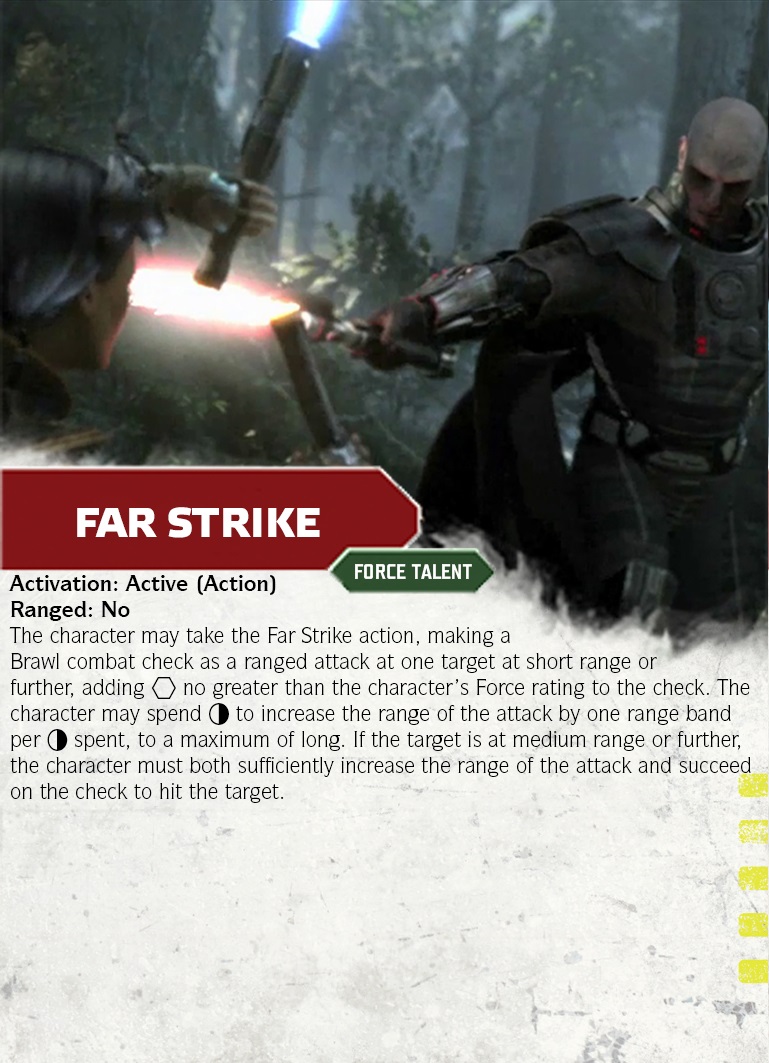 FAR STRIKE
FORCE TALENT
Activation: Active (Action)
Ranged: No
The character may take the Far Strike action, making a
Brawl combat check as a ranged attack at one target at short range or
further, adding ⬡ no greater than the character's Force rating to the check. The
character may spend ◑ to increase the range of the attack by one range band
per ◑ spent, to a maximum of long. If the target is at medium range or further,
the character must both sufficiently increase the range of the attack and succeed
on the check to hit the target.